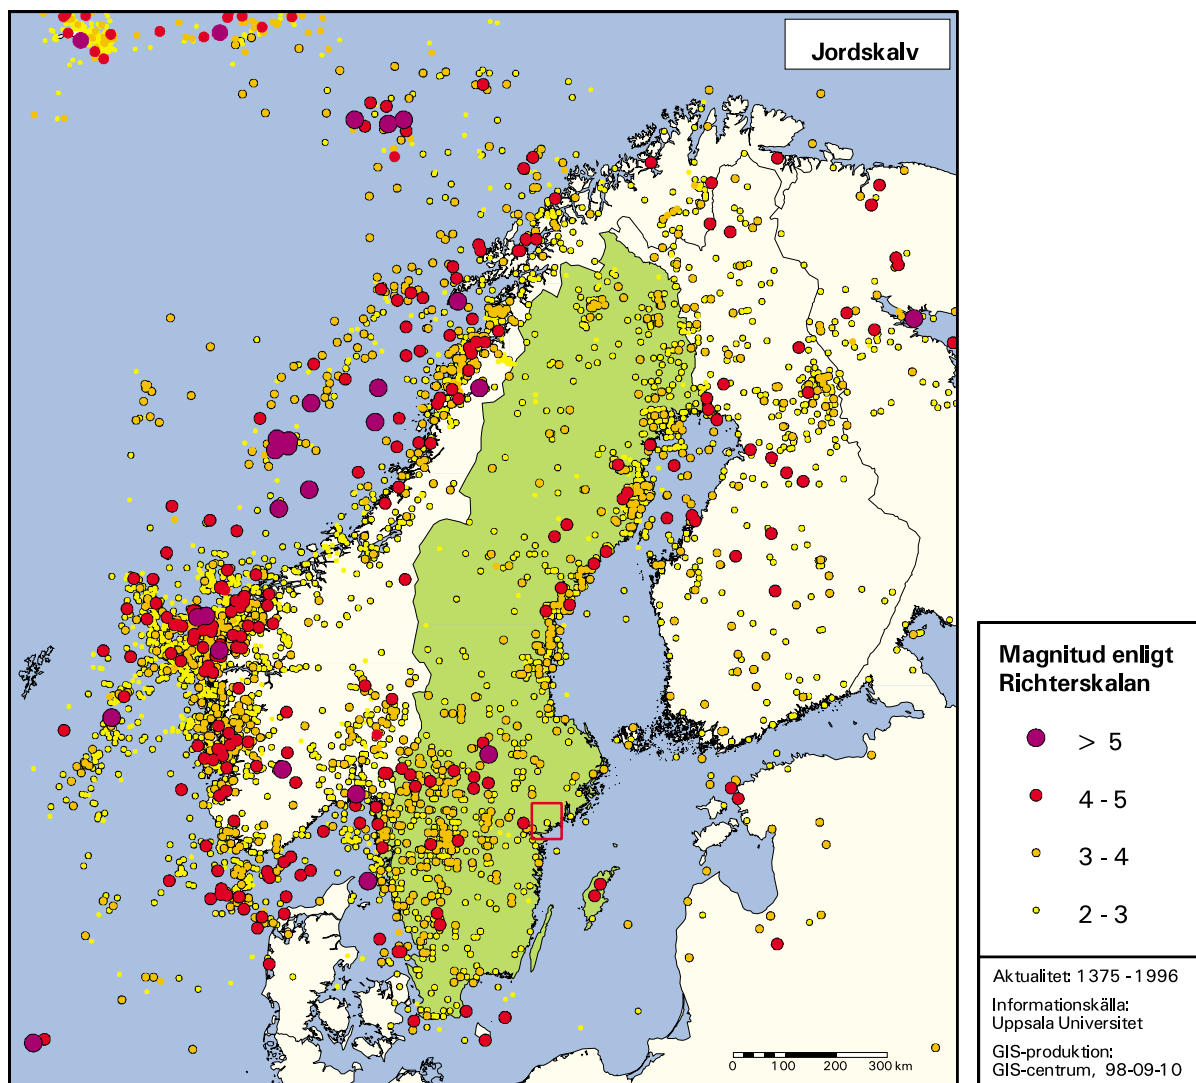 Jordskalv
Magnitud enligt
Richterskalan
> 5
4 - 5
3 - 4
2 - 3
Aktualitet: 1375 - 1996
Informationskälla:
Uppsala Universitet
GIS-produktion:
GIS-centrum, 98-09-10
0 100 200 300 km